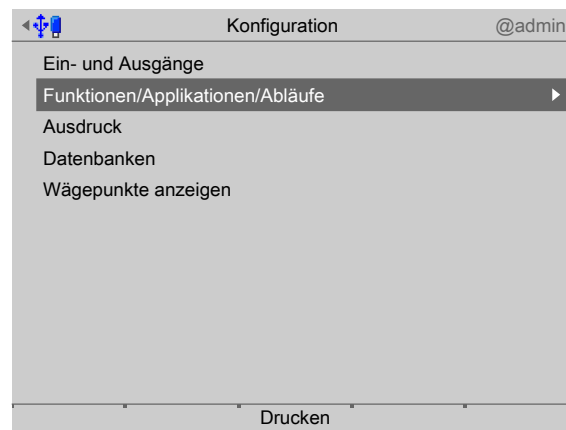 Konfiguration @admin
Ein- und Ausgänge
Funktionen/Applikationen/Abläufe
Ausdruck
Datenbanken
Wägepunkte anzeigen
Drucken